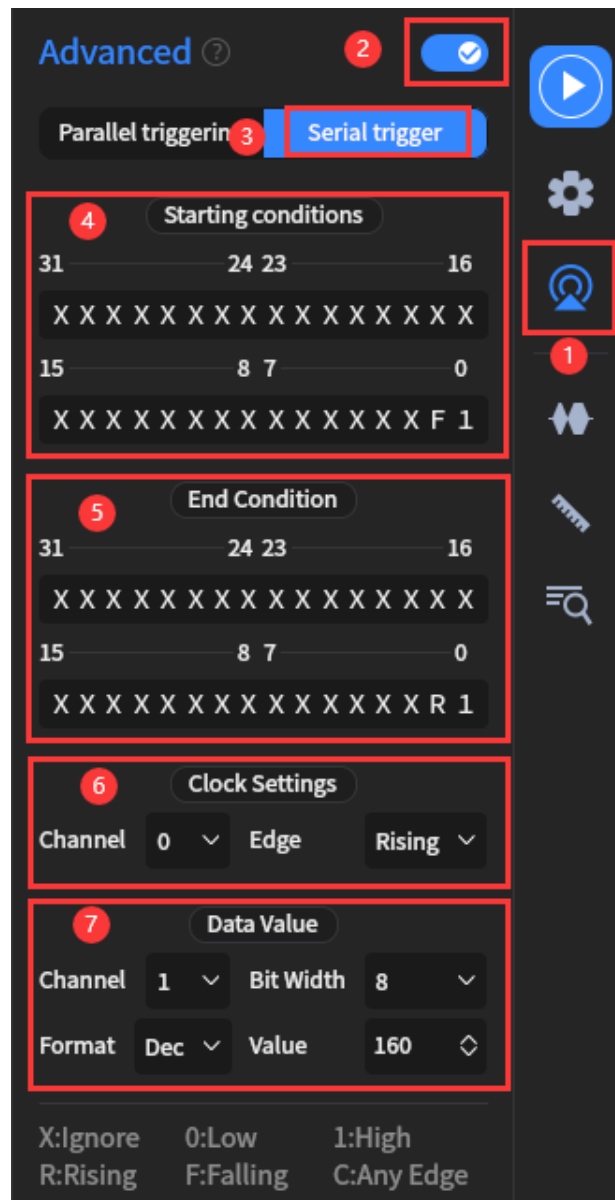 Advanced ? 2
Parallel triggerin 3 Serial trigger
4 Starting conditions
31 24 23 16
X X X X X X X X X X X X X X X X
1
15 8 7 0
X X X X X X X X X X X X X X F 1
5 End Condition
31 24 23 16
X X X X X X X X X X X X X X X X
15 8 7 0
X X X X X X X X X X X X X X R 1
6 Clock Settings
Channel 0 Edge Rising
7 Data Value
Channel 1 Bit Width 8
Format Dec Value 160
X:Ignore 0:Low 1:High
R:Rising F:Falling C:Any Edge